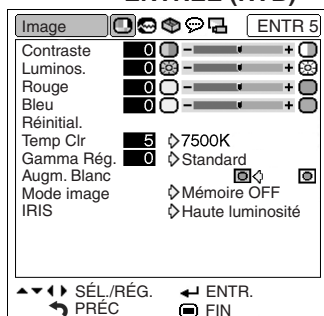 ENTRÉE (RVB)
Image ENTR 5
Contraste 0 - +
Luminos. 0 - +
Rouge 0 - +
Bleu 0 - +
Réinitial.
Temp Clr 5 7500K
Gamma Rég. 0 Standard
Augm. Blanc
Mode image Mémoire OFF
IRIS Haute luminosité
SÉL./RÉG. ENTR.
PRÉC FIN